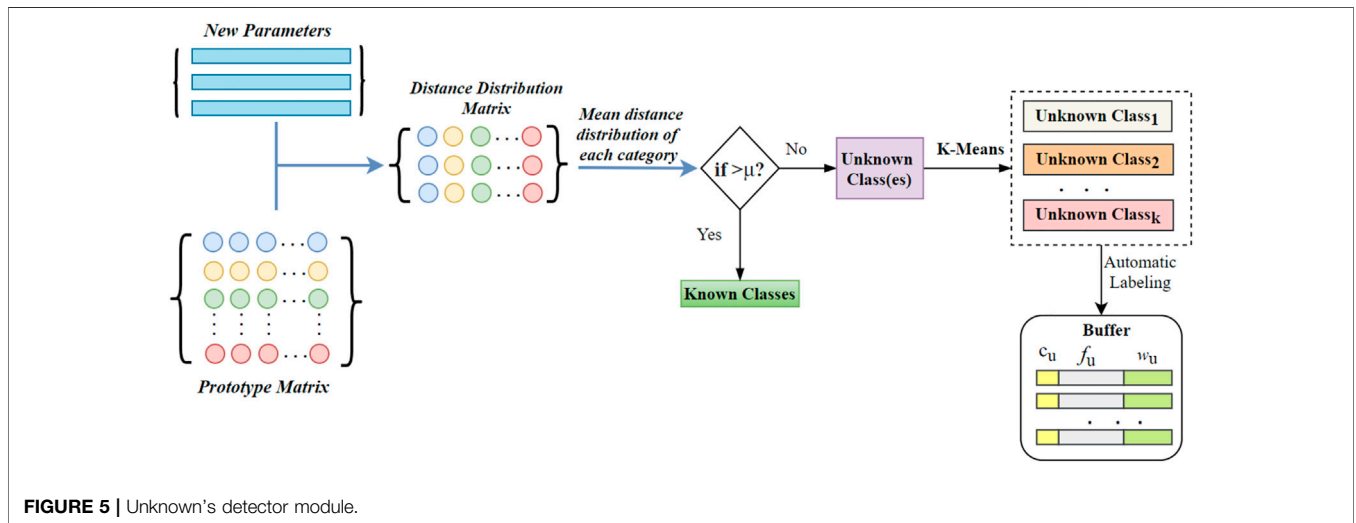 New Parameters
Distance Distribution
Matrix
Mean distance
distribution of
each category
if >μ?
No
Yes
Known Classes
Unknown
Class(es)
K-Means
Unknown Class1
Unknown Class2
. . .
Unknown Classk
Automatic
Labeling
Buffer
cu fu wu
. . .
Prototype Matrix
FIGURE 5 | Unknown’s detector module.